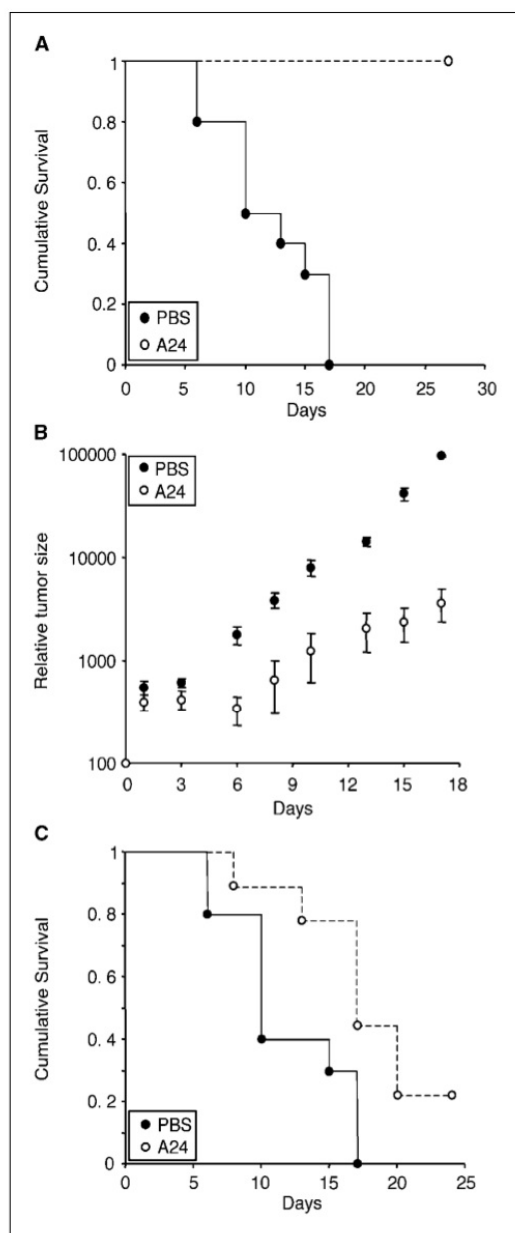 A
1
0.8
0.6
0.4
0.2
0
Cumulative Survival
PBS
A24
0 5 10 15 20 25 30
Days
B
100000
10000
1000
100
Relative tumor size
PBS
A24
0 3 6 9 12 15 18
Days
C
1
0.8
0.6
0.4
0.2
0
Cumulative Survival
PBS
A24
0 5 10 15 20 25
Days